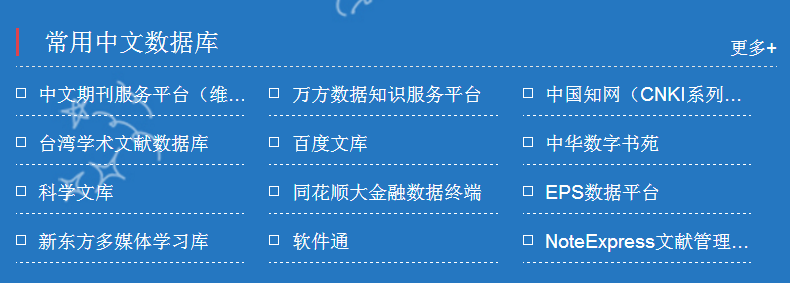 常用中文数据库
更多+
中文期刊服务平台（维...
万方数据知识服务平台
中国知网（CNKI系列...
台湾学术文献数据库
百度文库
中华数字书苑
科学文库
同花顺大金融数据终端
EPS数据平台
新东方多媒体学习库
软件通
NoteExpress文献管理...